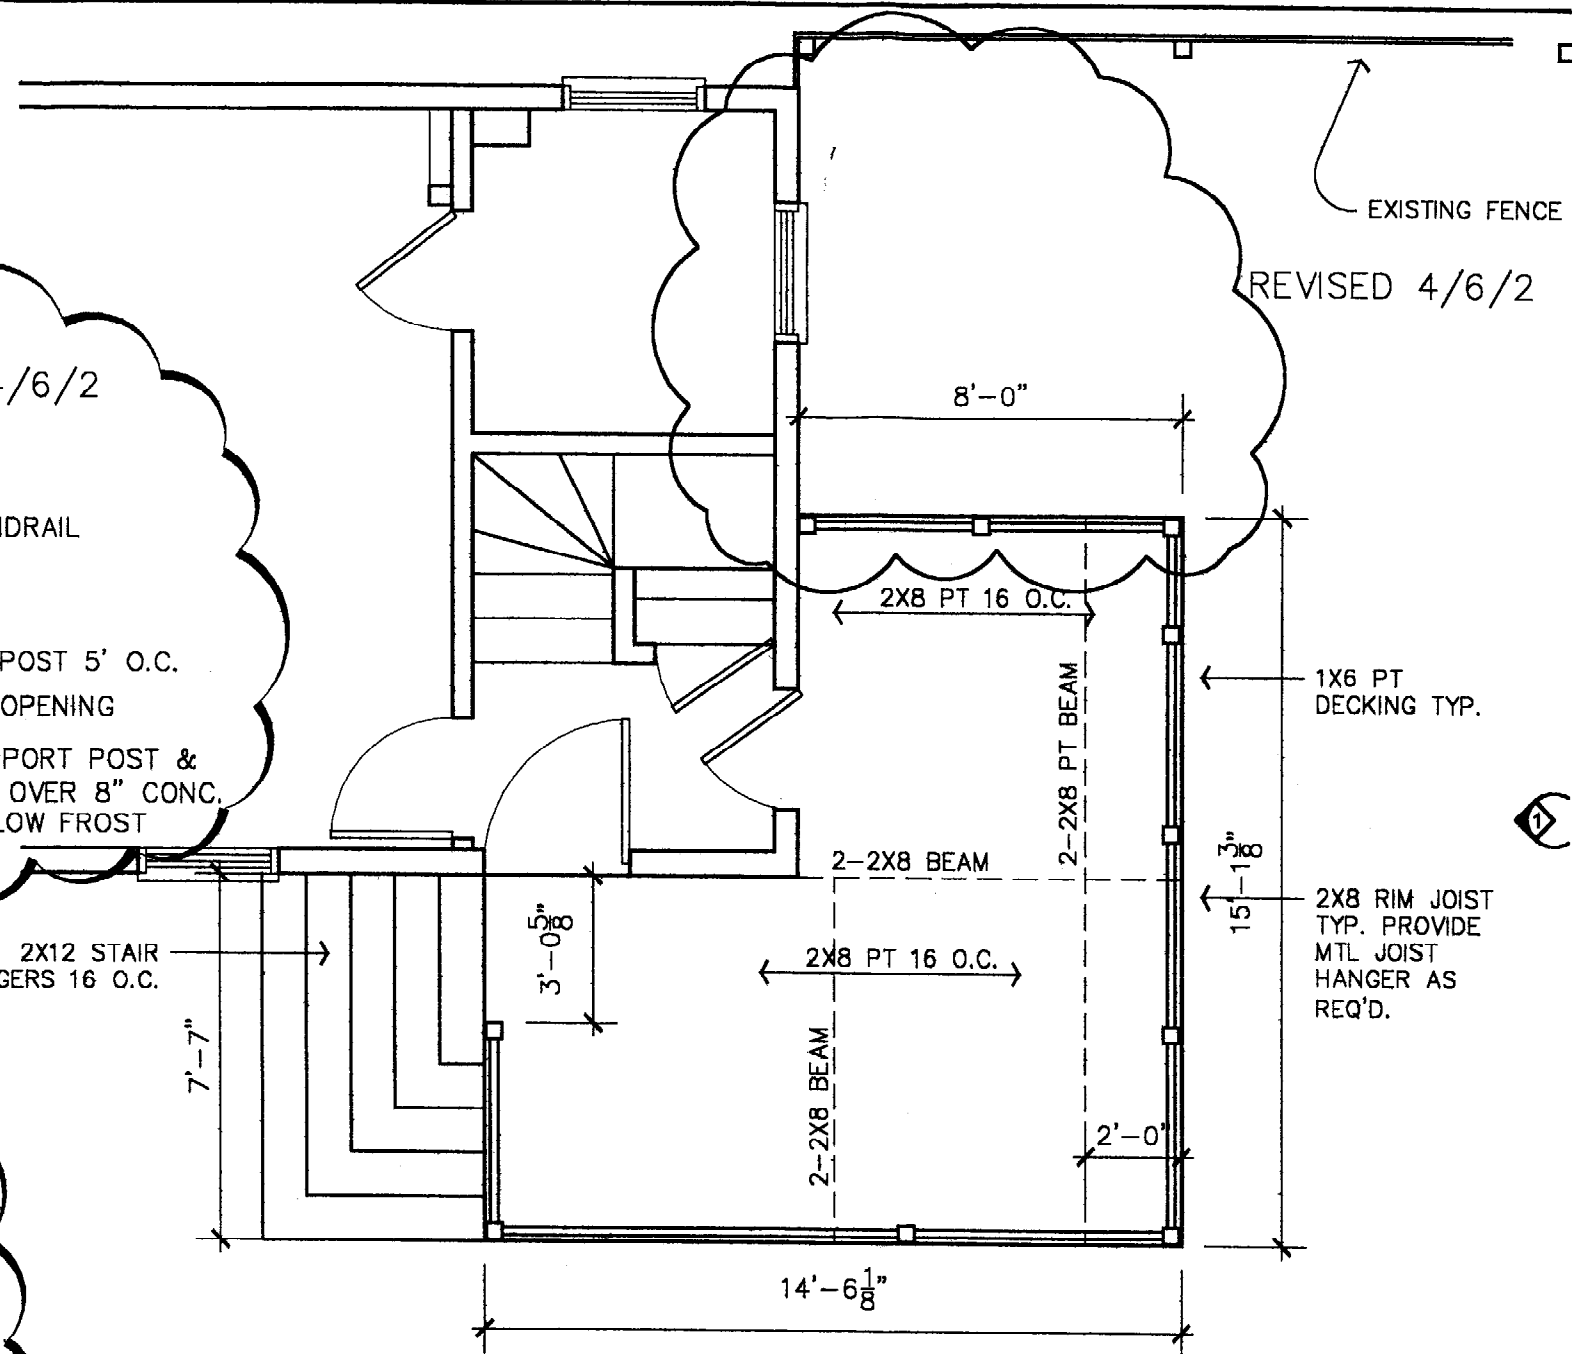 EXISTING FENCE
REVISED 4/6/2
/6/2
8'-0"
NDRAIL
2X8 PT 16 O.C.
POST 5' O.C.
OPENING
PORT POST &
OVER 8" CONC.
LOW FROST
2-2X8 PT BEAM
1X6 PT
DECKING TYP.
1
15'-1 3/8"
2-2X8 BEAM
2X8 RIM JOIST
TYP. PROVIDE
MTL JOIST
HANGER AS
REQ'D.
3'-0 5/8"
2X12 STAIR
GERS 16 O.C.
2X8 PT 16 O.C.
7'-7"
2-2X8 BEAM
2'-0"
14'-6 1/8"